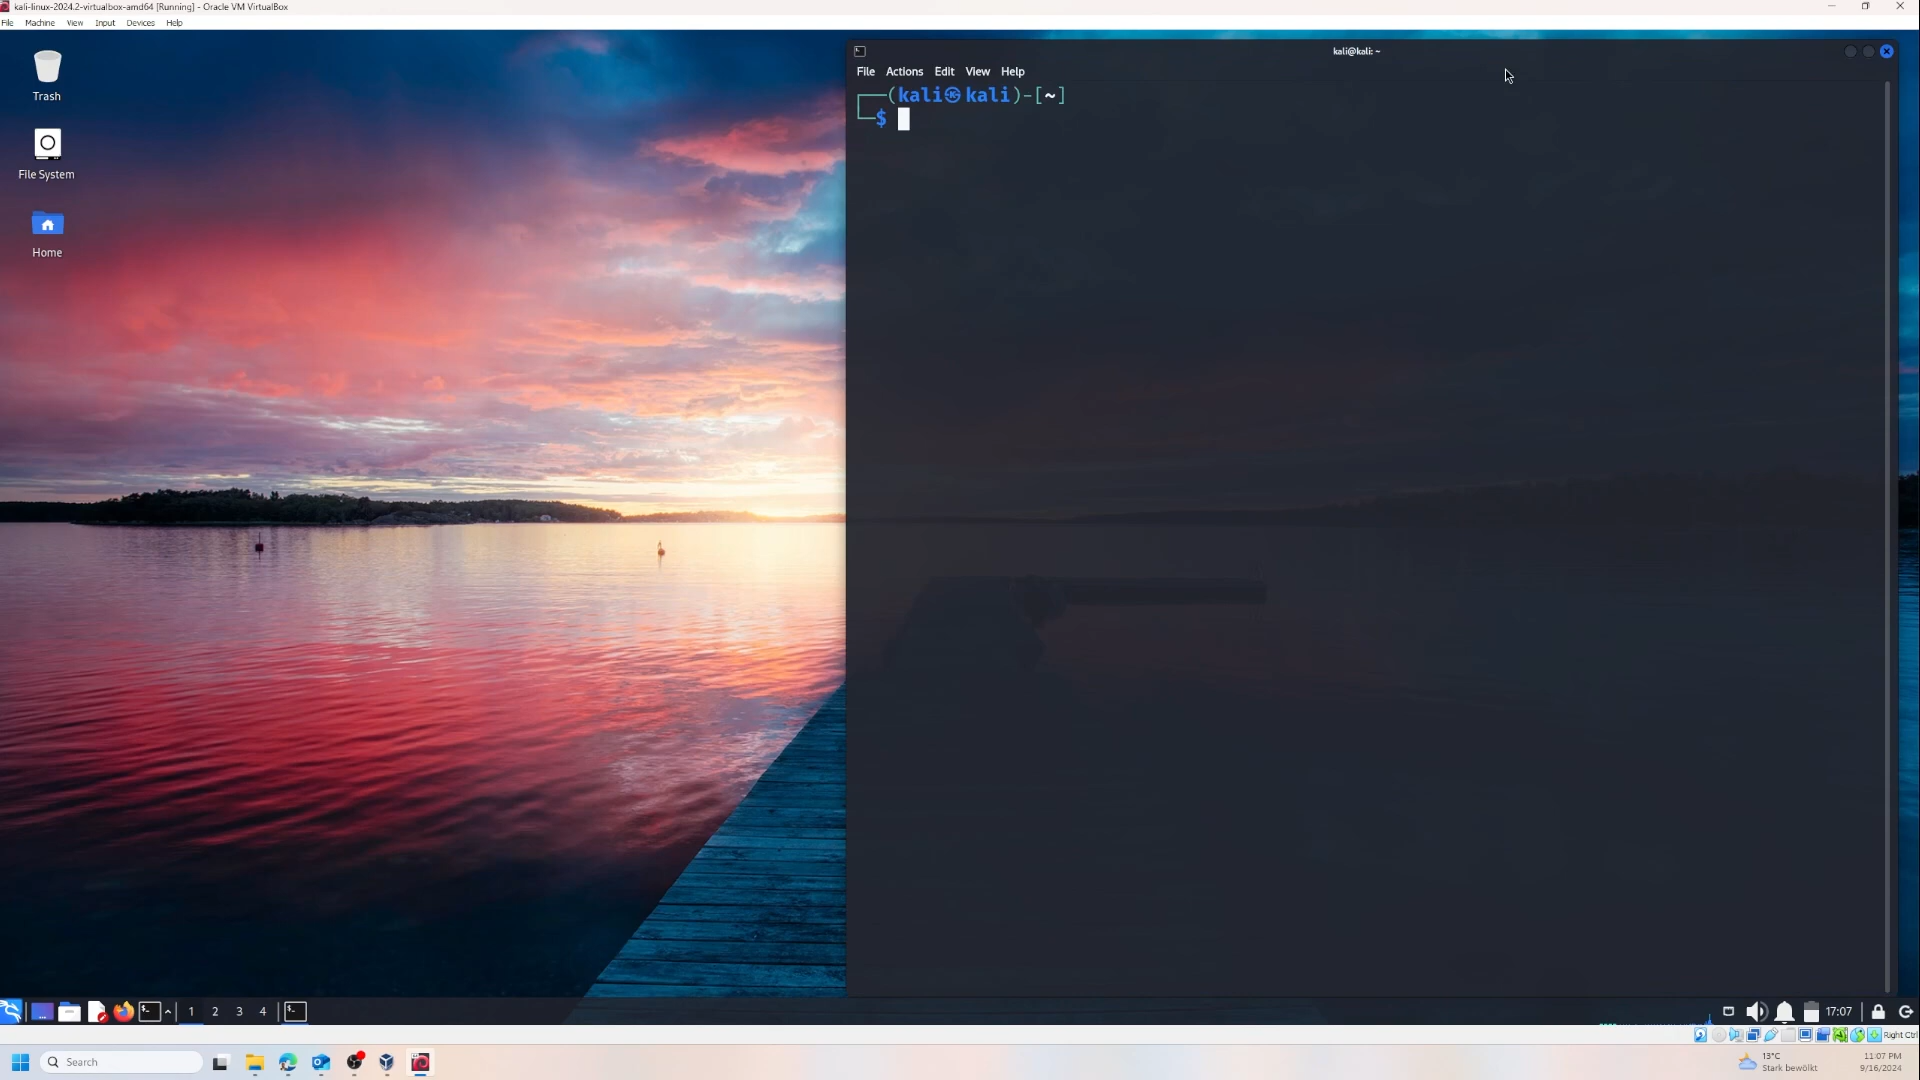 kali-linux-2024.2-virtualbox-amd64 [Running] - Oracle VM VirtualBox
File Machine View Input Devices Help
Trash
File System
Home
kali@kali: ~
File Actions Edit View Help
(kali㉿kali)-[~]
$
1 2 3 4
17:07
Right Ctrl
Search
13°C
Stark bewölkt
11:07 PM
9/16/2024